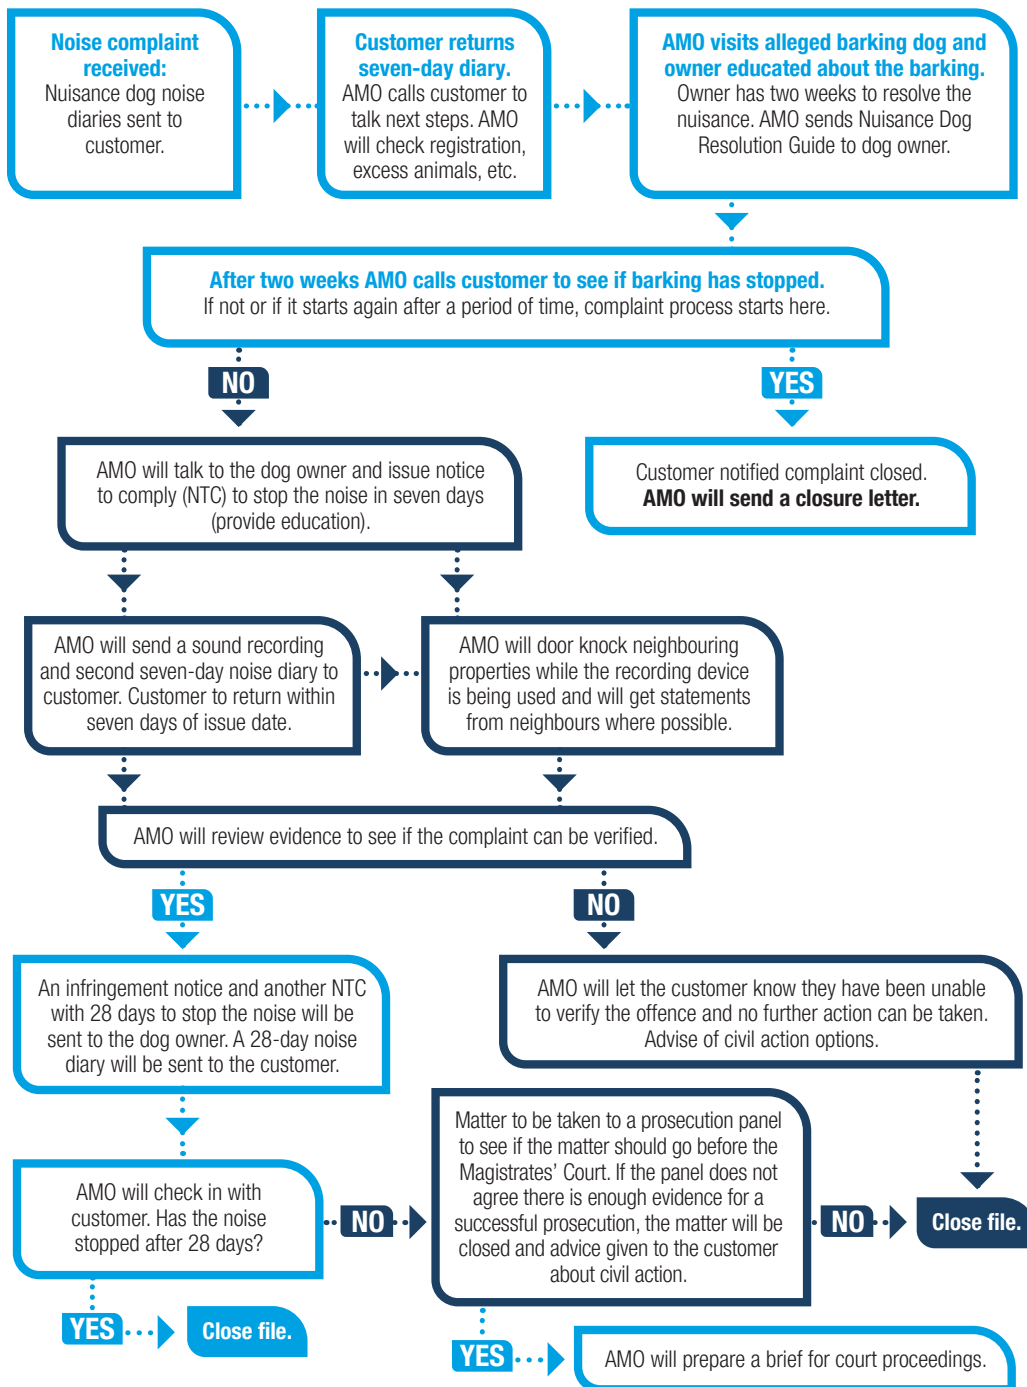 Noise complaint
received:
Nuisance dog noise
diaries sent to
customer.
Customer returns
seven-day diary.
AMO calls customer to
talk next steps. AMO
will check registration,
excess animals, etc.
AMO visits alleged barking dog and
owner educated about the barking.
Owner has two weeks to resolve the
nuisance. AMO sends Nuisance Dog
Resolution Guide to dog owner.
After two weeks AMO calls customer to see if barking has stopped.
If not or if it starts again after a period of time, complaint process starts here.
NO
YES
AMO will talk to the dog owner and issue notice
to comply (NTC) to stop the noise in seven days
(provide education).
Customer notified complaint closed.
AMO will send a closure letter.
AMO will send a sound recording
and second seven-day noise diary to
customer. Customer to return within
seven days of issue date.
AMO will door knock neighbouring
properties while the recording device
is being used and will get statements
from neighbours where possible.
AMO will review evidence to see if the complaint can be verified.
YES
NO
An infringement notice and another NTC
with 28 days to stop the noise will be
sent to the dog owner. A 28-day noise
diary will be sent to the customer.
AMO will let the customer know they have been unable
to verify the offence and no further action can be taken.
Advise of civil action options.
AMO will check in with
customer. Has the noise
stopped after 28 days?
NO
Matter to be taken to a prosecution panel
to see if the matter should go before the
Magistrates’ Court. If the panel does not
agree there is enough evidence for a
successful prosecution, the matter will be
closed and advice given to the customer
about civil action.
NO
Close file.
YES
Close file.
YES
AMO will prepare a brief for court proceedings.